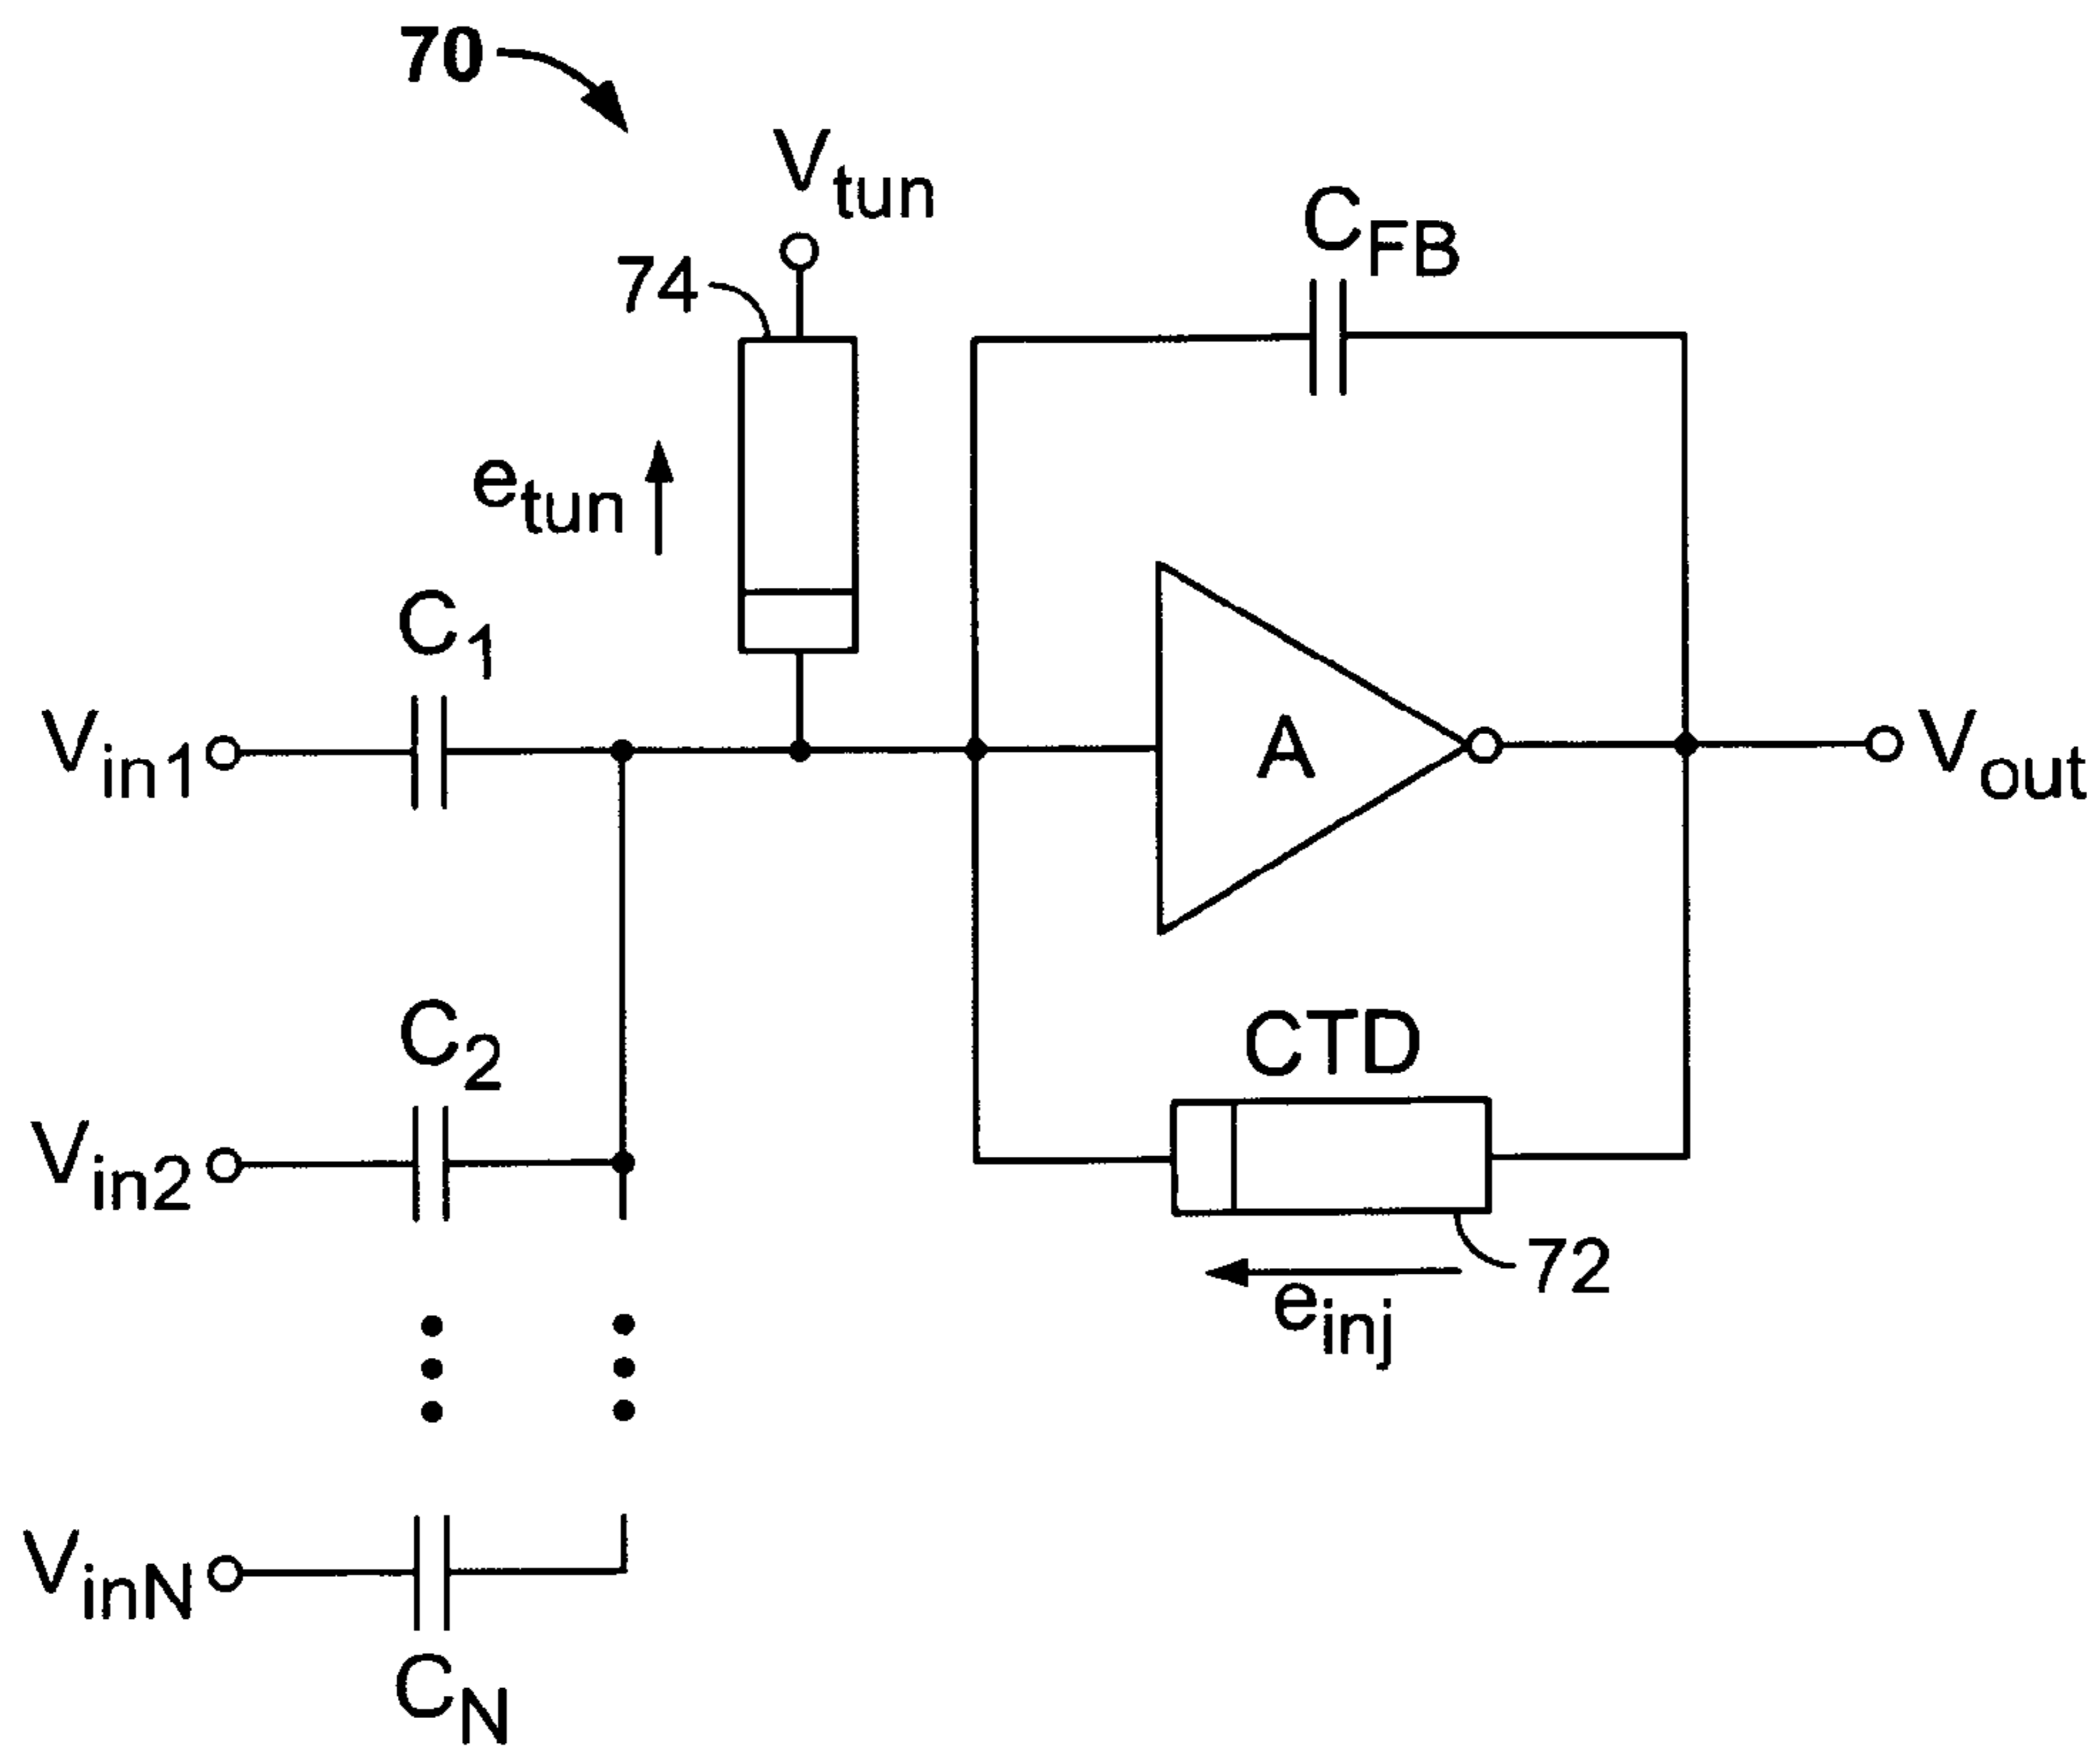 70
Vtun
CFB
74
etun
C1
Vin1
A
Vout
C2
CTD
Vin2
72
einj
VinN
CN